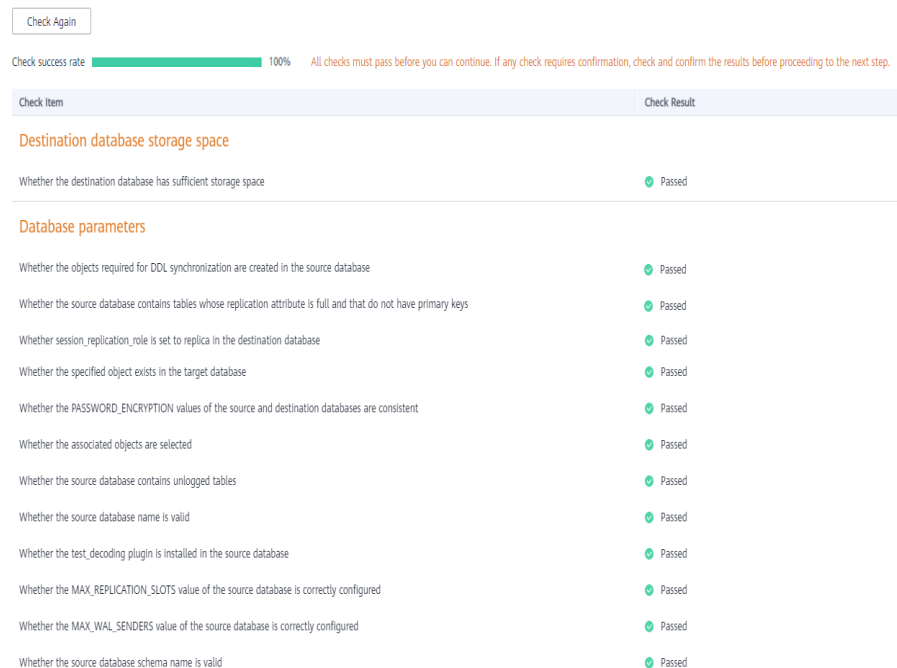 Check Again
Check success rate 100% All checks must pass before you can continue. If any check requires confirmation, check and confirm the results before proceeding to the next step.
Check Item Check Result
Destination database storage space
Whether the destination database has sufficient storage space Passed
Database parameters
Whether the objects required for DDL synchronization are created in the source database Passed
Whether the source database contains tables whose replication attribute is full and that do not have primary keys Passed
Whether session_replication_role is set to replica in the destination database Passed
Whether the specified object exists in the target database Passed
Whether the PASSWORD_ENCRYPTION values of the source and destination databases are consistent Passed
Whether the associated objects are selected Passed
Whether the source database contains unlogged tables Passed
Whether the source database name is valid Passed
Whether the test_decoding plugin is installed in the source database Passed
Whether the MAX_REPLICATION_SLOTS value of the source database is correctly configured Passed
Whether the MAX_WAL_SENDERS value of the source database is correctly configured Passed
Whether the source database schema name is valid Passed